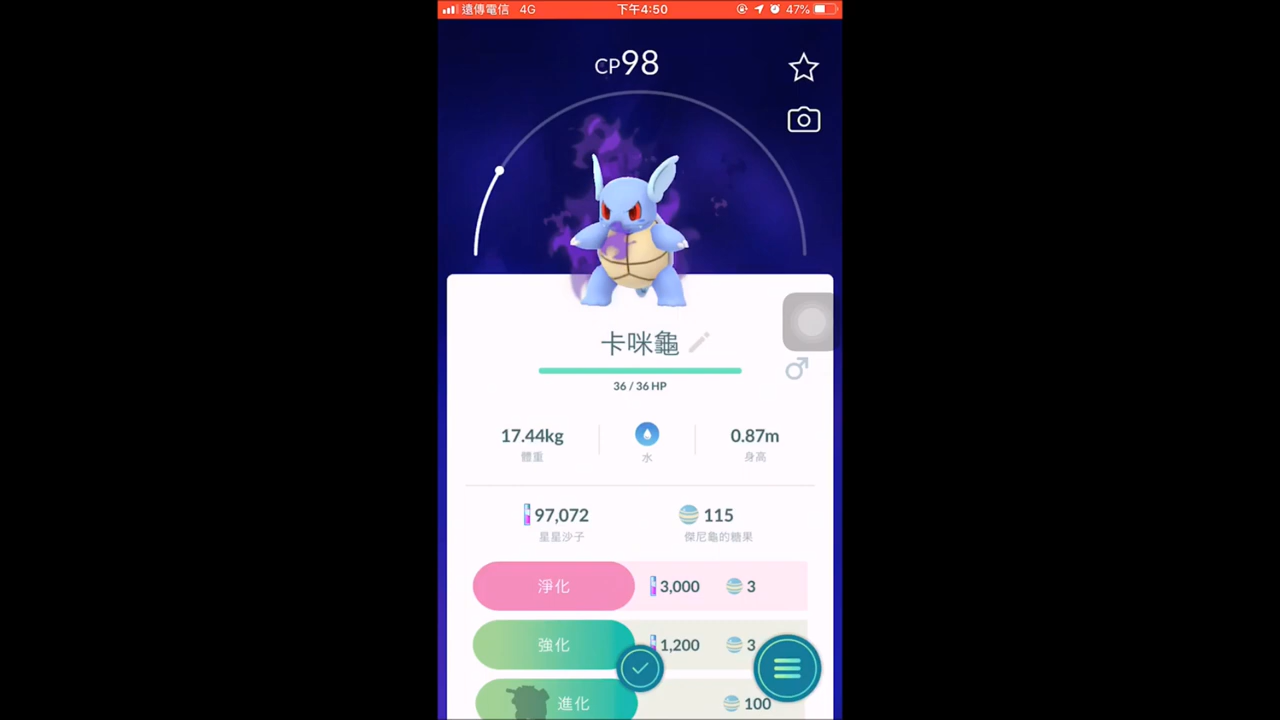 遠傳電信 4G 下午4:50 47%
CP98
卡咪龜
36 / 36 HP
17.44kg 0.87m
體重 水 身高
97,072 115
星星沙子 傑尼龜的糖果
淨化 3,000 3
強化 1,200 3
進化 100